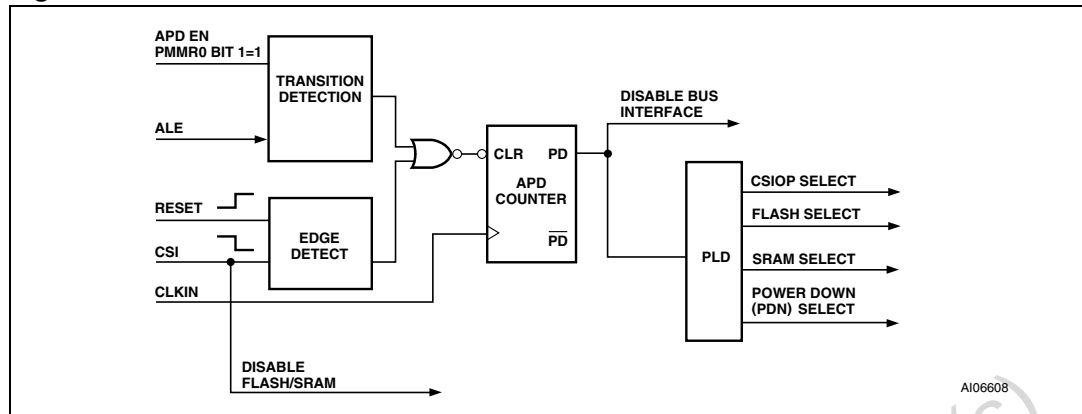 APD EN
PMMR0 BIT 1=1
TRANSITION
DETECTION
ALE
RESET
CSI
CLKIN
EDGE
DETECT
CLR
PD
APD
COUNTER
PD
DISABLE BUS
INTERFACE
PLD
CSIOP SELECT
FLASH SELECT
SRAM SELECT
POWER DOWN
(PDN) SELECT
DISABLE
FLASH/SRAM
AI06608